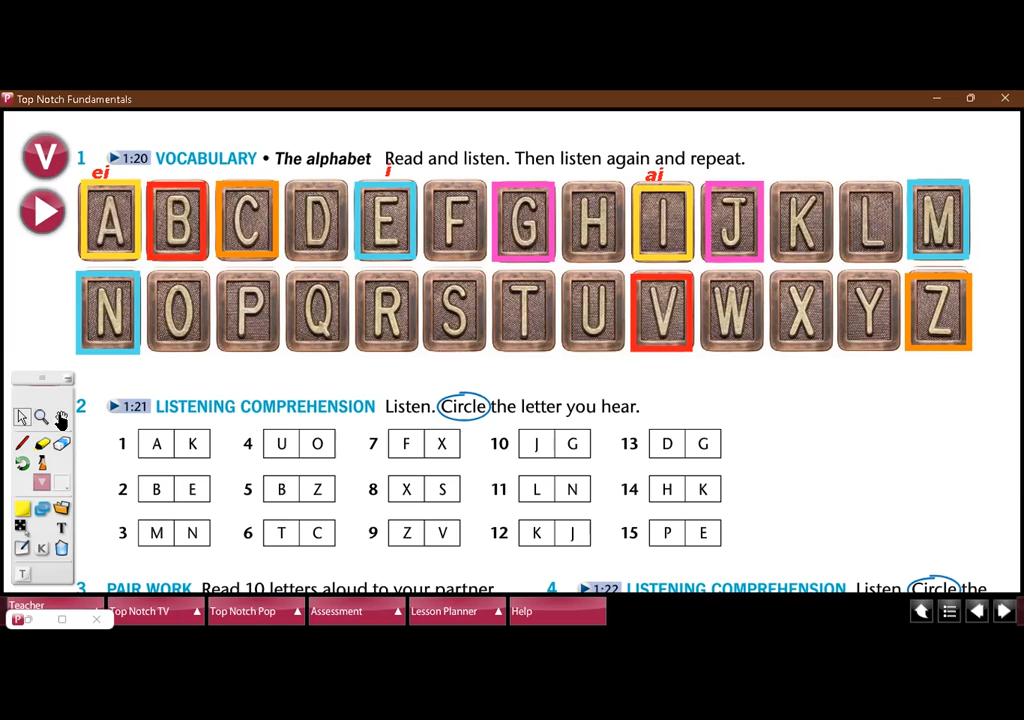 Top Notch Fundamentals
V
1 1:20 VOCABULARY • The alphabet Read and listen. Then listen again and repeat.
ei i ai
A B C D E F G H I J K L M
N O P Q R S T U V W X Y Z
2 1:21 LISTENING COMPREHENSION Listen. Circle the letter you hear.
1 A K 4 U O 7 F X 10 J G 13 D G
2 B E 5 B Z 8 X S 11 L N 14 H K
3 M N 6 T C 9 Z V 12 K J 15 P E
T
K
T
3 PAIR WORK Read 10 letters aloud to your partner 4 1:22 LISTENING COMPREHENSION Listen Circle the
Teacher Top Notch TV Top Notch Pop Assessment Lesson Planner Help